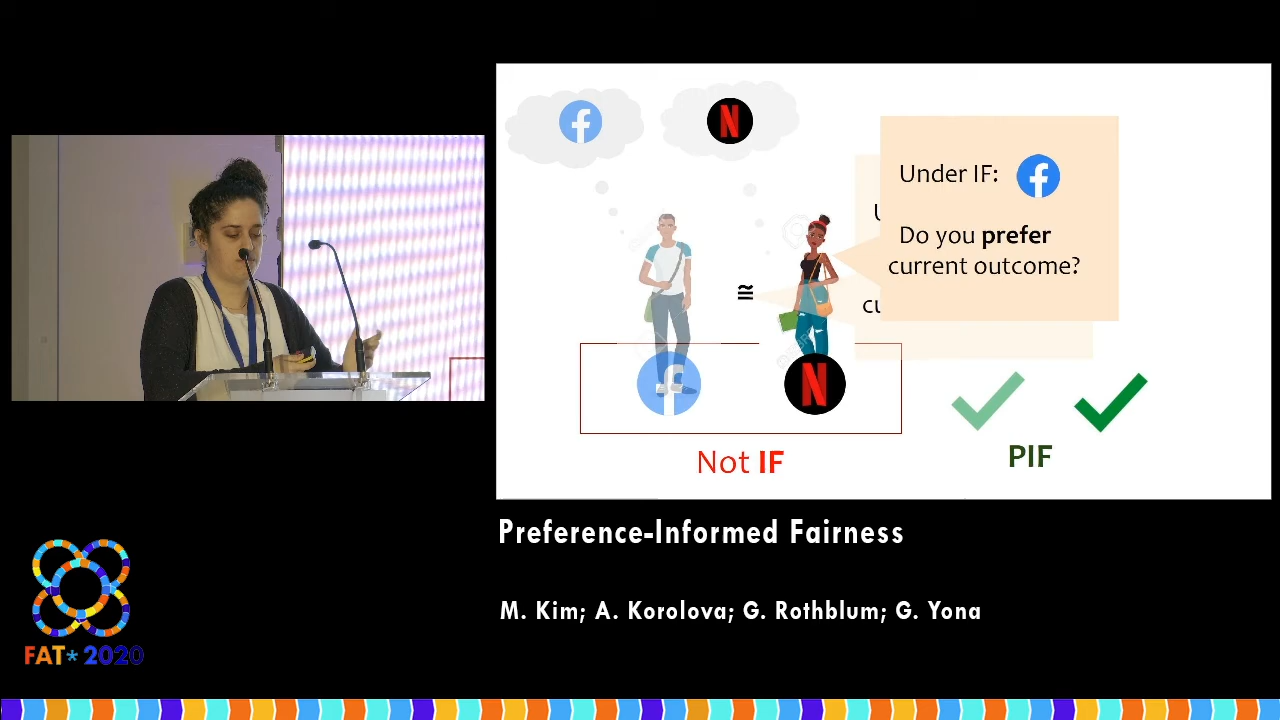 Under IF:
Do you prefer
current outcome?
≅
Not IF
PIF
Preference-Informed Fairness
M. Kim; A. Korolova; G. Rothblum; G. Yona
FAT* 2020